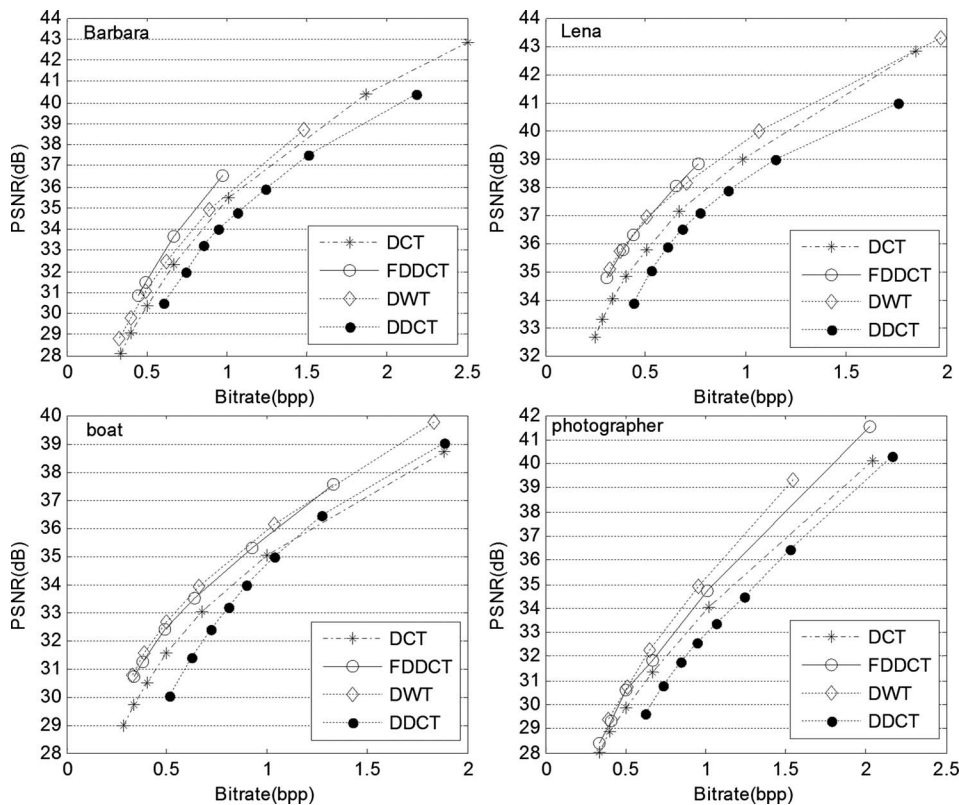 Barbara
PSNR(dB)
44
43
42
41
40
39
38
37
36
35
34
33
32
31
30
29
28
0
0.5
1
1.5
2
2.5
Bitrate(bpp)
DCT
FDDCT
DWT
DDCT
Lena
PSNR(dB)
44
43
42
41
40
39
38
37
36
35
34
33
32
0
0.5
1
1.5
2
Bitrate(bpp)
DCT
FDDCT
DWT
DDCT
boat
PSNR(dB)
40
39
38
37
36
35
34
33
32
31
30
29
28
0
0.5
1
1.5
2
Bitrate(bpp)
DCT
FDDCT
DWT
DDCT
photographer
PSNR(dB)
42
41
40
39
38
37
36
35
34
33
32
31
30
29
28
0
0.5
1
1.5
2
2.5
Bitrate(bpp)
DCT
FDDCT
DWT
DDCT